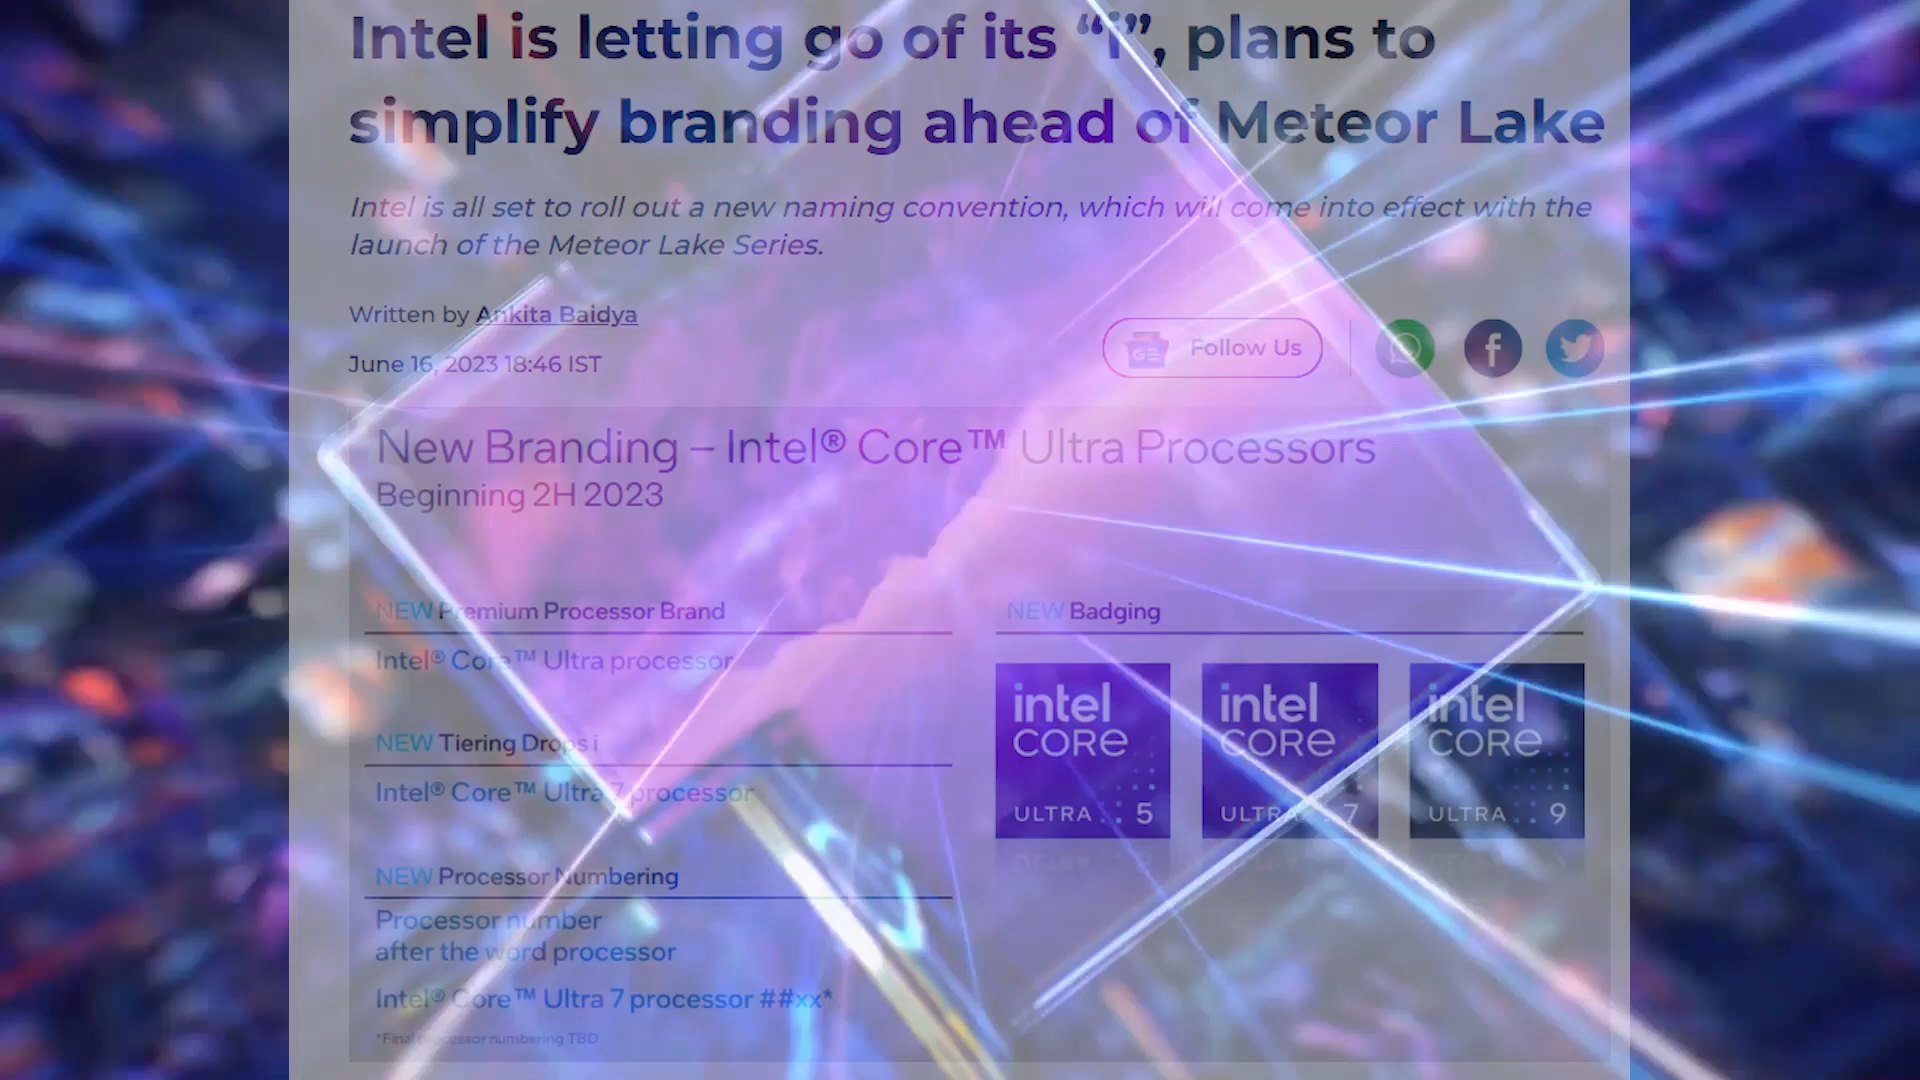 Intel is letting go of its “i”, plans to
simplify branding ahead of Meteor Lake
Intel is all set to roll out a new naming convention, which will come into effect with the
launch of the Meteor Lake Series.
Written by Ankita Baidya
June 16, 2023 18:46 IST
GE Follow Us
New Branding – Intel® Core™ Ultra Processors
Beginning 2H 2023
NEW Premium Processor Brand
Intel® Core™ Ultra processor
NEW Tiering Drops i
Intel® Core™ Ultra 7 processor
NEW Processor Numbering
Processor number
after the word processor
Intel® Core™ Ultra 7 processor ##xx*
*Final processor numbering TBD
NEW Badging
intel
CORE
ULTRA 5
intel
CORE
ULTRA 7
intel
CORE
ULTRA 9